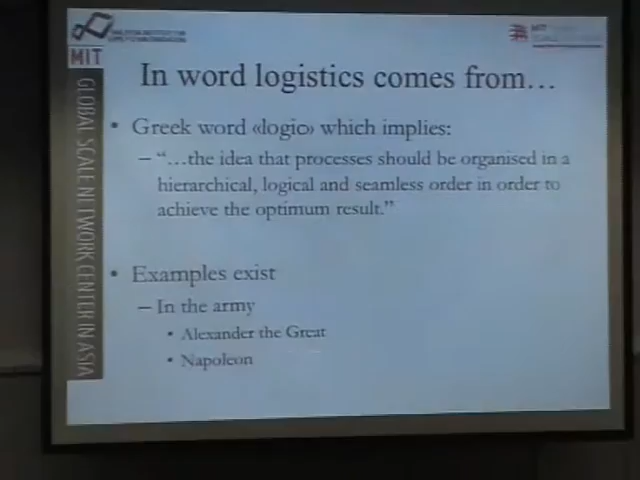 MIT
MIT
GLOBAL SCALE NETWORK CENTER IN ASIA
In word logistics comes from…
• Greek word «logic» which implies:
– “…the idea that processes should be organised in a
hierarchical, logical and seamless order in order to
achieve the optimum result.”
• Examples exist
– In the army
• Alexander the Great
• Napoleon